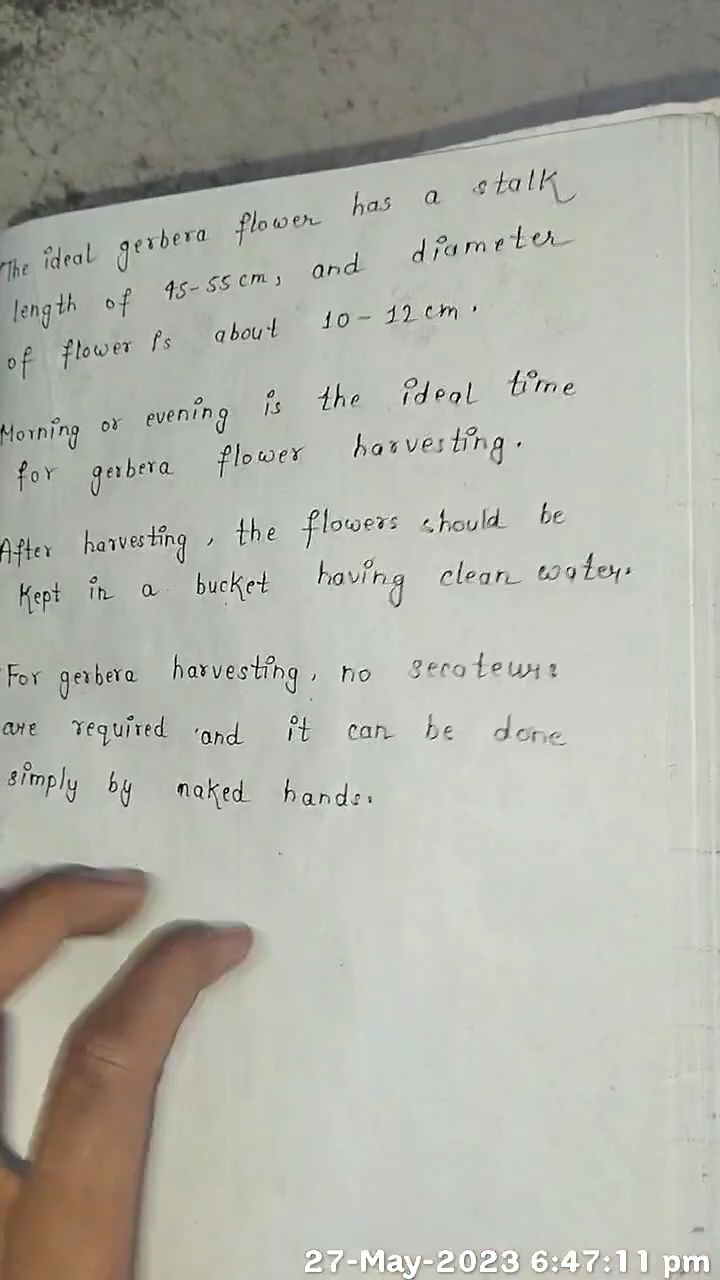 The ideal gerbera flower has a stalk
length of 45-55 cm, and diameter
of flower is about 10-12 cm.
Morning or evening is the ideal time
for gerbera flower harvesting.
After harvesting, the flowers should be
kept in a bucket having clean water.
For gerbera harvesting, no secateurs
are required and it can be done
simply by naked hands.
27-May-2023 6:47:11 pm